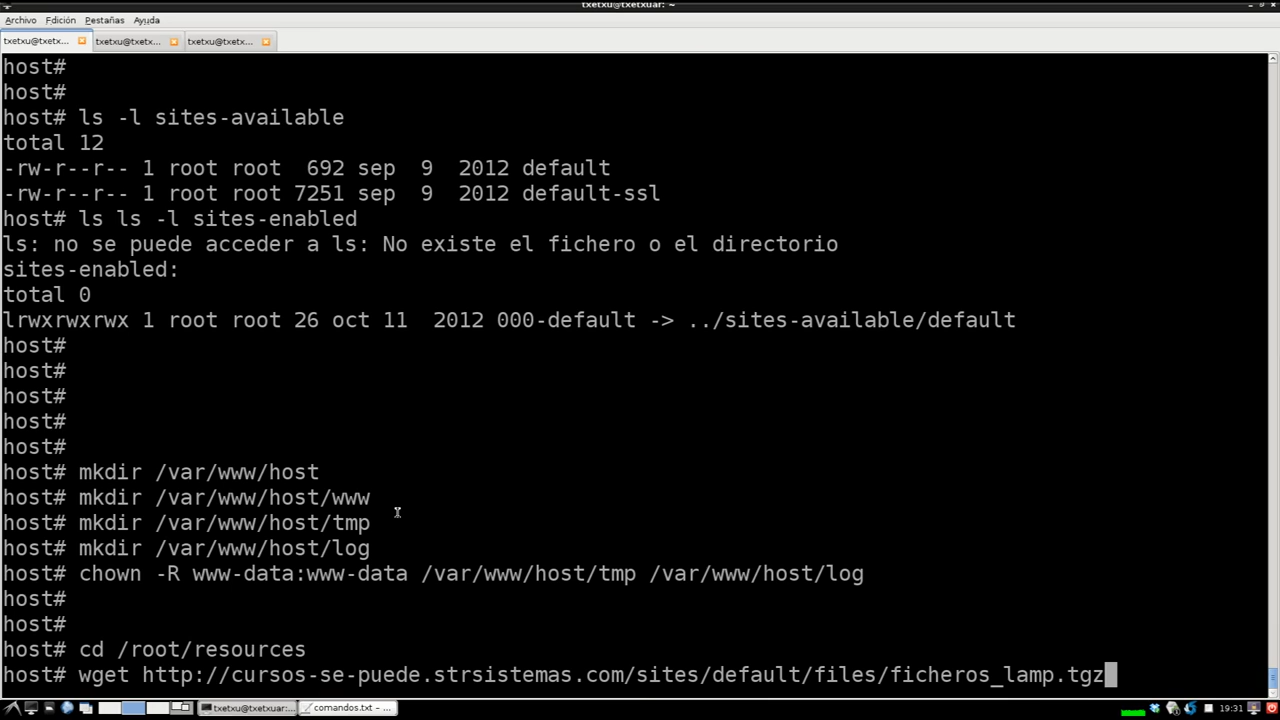 txetxu@txetxuar: ~
Archivo Edición Pestañas Ayuda
txetxu@txetx... txetxu@txetx... txetxu@txetx...
host#
host#
host# ls -l sites-available
total 12
-rw-r--r-- 1 root root  692 sep  9  2012 default
-rw-r--r-- 1 root root 7251 sep  9  2012 default-ssl
host# ls ls -l sites-enabled
ls: no se puede acceder a ls: No existe el fichero o el directorio
sites-enabled:
total 0
lrwxrwxrwx 1 root root 26 oct 11  2012 000-default -> ../sites-available/default
host#
host#
host#
host#
host#
host# mkdir /var/www/host
host# mkdir /var/www/host/www
host# mkdir /var/www/host/tmp
host# mkdir /var/www/host/log
host# chown -R www-data:www-data /var/www/host/tmp /var/www/host/log
host#
host#
host# cd /root/resources
host# wget http://cursos-se-puede.strsistemas.com/sites/default/files/ficheros_lamp.tgz
txetxu@txetxuar: ... comandos.txt - ... 19:31